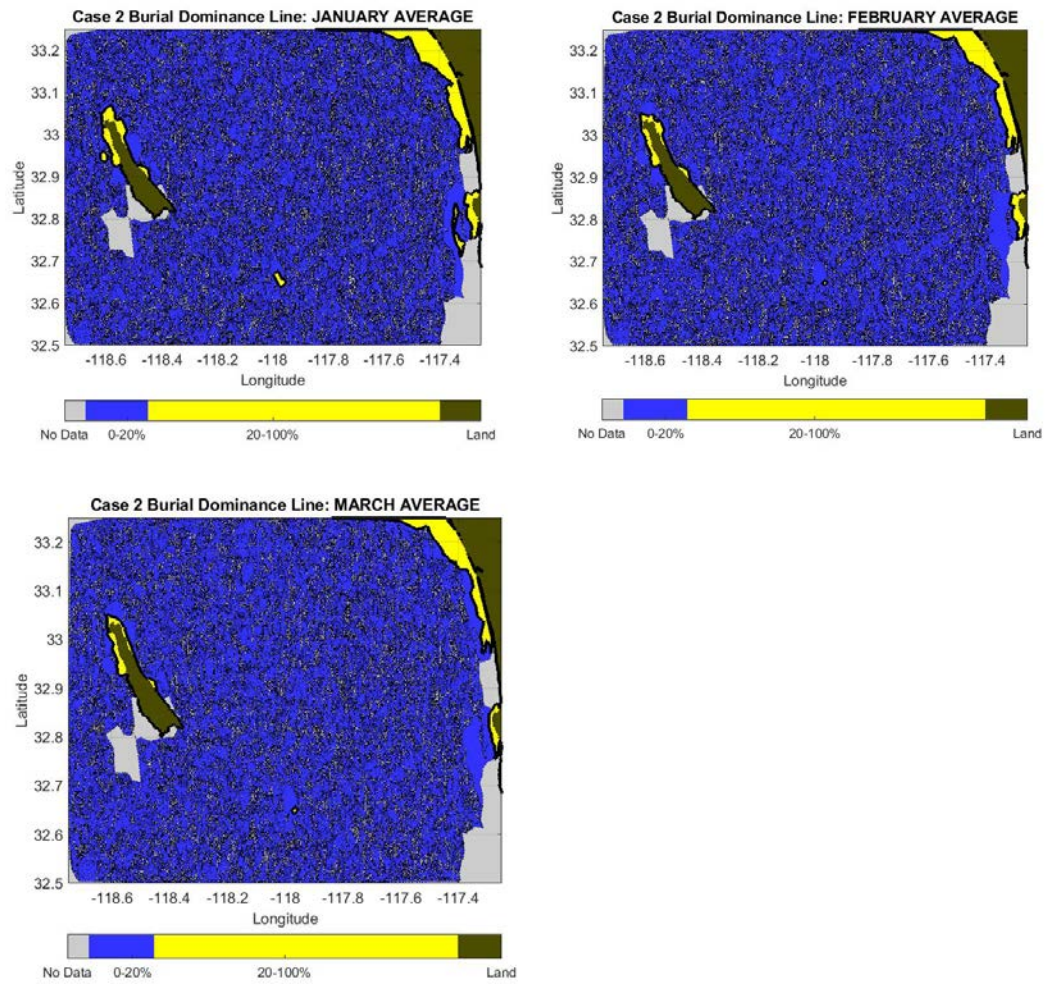 Case 2 Burial Dominance Line: JANUARY AVERAGE
33.2
33.1
33
32.9
32.8
32.7
32.6
32.5
Latitude
-118.6 -118.4 -118.2 -118 -117.8 -117.6 -117.4
Longitude
No Data 0-20% 20-100% Land
Case 2 Burial Dominance Line: FEBRUARY AVERAGE
33.2
33.1
33
32.9
32.8
32.7
32.6
32.5
Latitude
-118.6 -118.4 -118.2 -118 -117.8 -117.6 -117.4
Longitude
No Data 0-20% 20-100% Land
Case 2 Burial Dominance Line: MARCH AVERAGE
33.2
33.1
33
32.9
32.8
32.7
32.6
32.5
Latitude
-118.6 -118.4 -118.2 -118 -117.8 -117.6 -117.4
Longitude
No Data 0-20% 20-100% Land